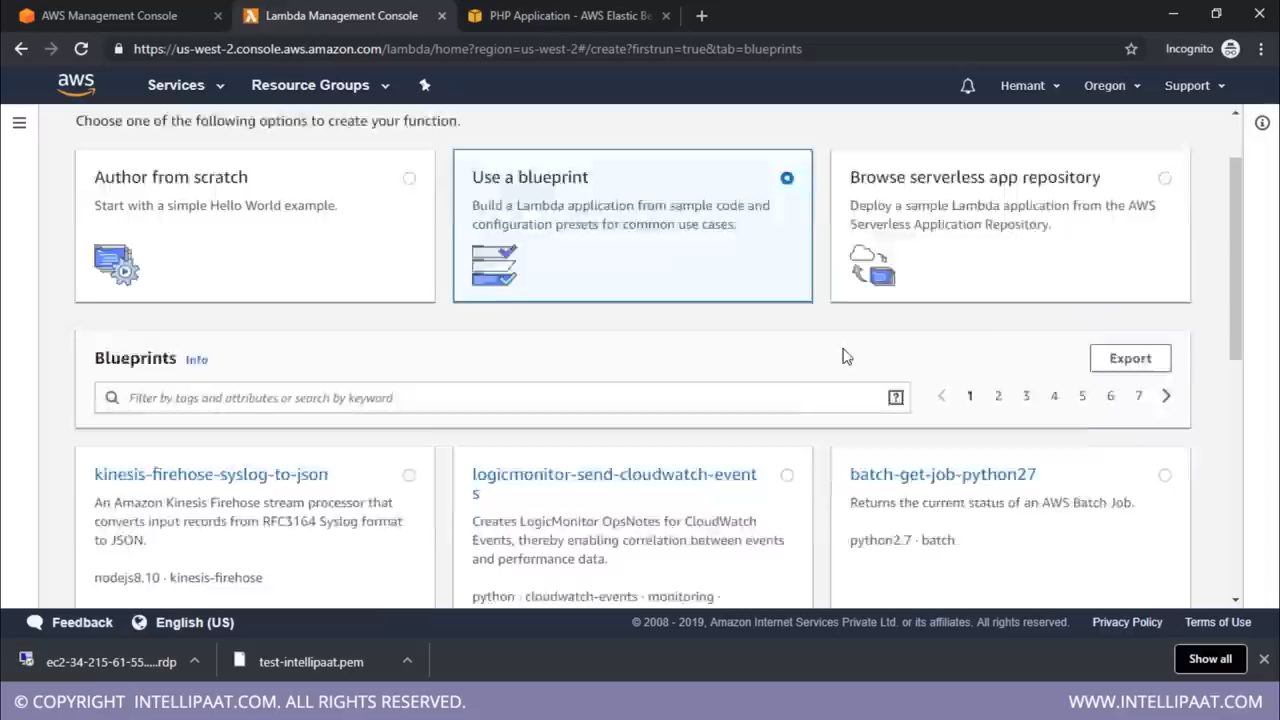 AWS Management Console
Lambda Management Console
PHP Application - AWS Elastic Be
https://us-west-2.console.aws.amazon.com/lambda/home?region=us-west-2#/create?firstrun=true&tab=blueprints
Incognito
aws
Services
Resource Groups
Hemant
Oregon
Support
Choose one of the following options to create your function.
Author from scratch
Start with a simple Hello World example.
Use a blueprint
Build a Lambda application from sample code and
configuration presets for common use cases.
Browse serverless app repository
Deploy a sample Lambda application from the AWS
Serverless Application Repository.
Blueprints Info
Export
Filter by tags and attributes or search by keyword
1 2 3 4 5 6 7
kinesis-firehose-syslog-to-json
An Amazon Kinesis Firehose stream processor that
converts input records from RFC3164 Syslog format
to JSON.
nodejs8.10 · kinesis-firehose
logicmonitor-send-cloudwatch-event
s
Creates LogicMonitor OpsNotes for CloudWatch
Events, thereby enabling correlation between events
and performance data.
python · cloudwatch-events · monitoring ·
batch-get-job-python27
Returns the current status of an AWS Batch Job.
python2.7 · batch
Feedback
English (US)
© 2008 - 2019, Amazon Internet Services Private Ltd. or its affiliates. All rights reserved.
Privacy Policy
Terms of Use
ec2-34-215-61-55.....rdp
test-intellipaat.pem
Show all
© COPYRIGHT INTELLIPAAT.COM. ALL RIGHTS RESERVED.
WWW.INTELLIPAAT.COM